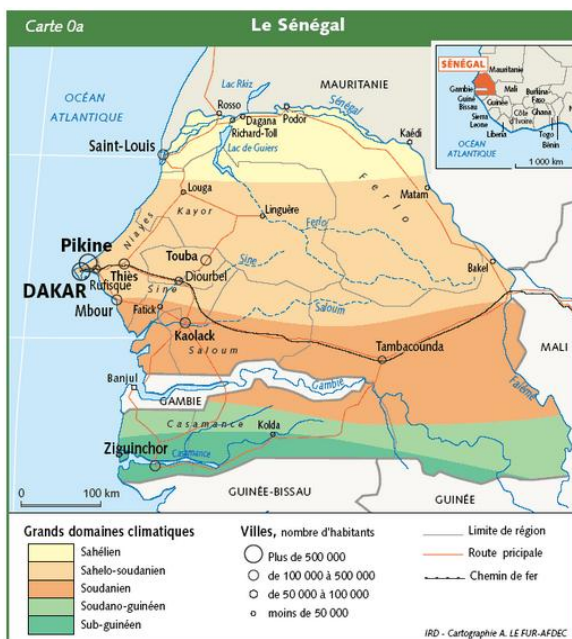 Carte 0a
Le Sénégal
OCÉAN
ATLANTIQUE
Lac Rkiz
MAURITANIE
SÉNÉGAL
Mauritanie
Gambie
Mali
Burkina-
Faso
Guiné
Bissau
Guinée
Côte
d'Ivoire
Ghana
Sierra
Leone
Liberia
Togo
Bénin
OCÉAN
ATLANTIQUE
1 000 km
Rosso
Dagana
Podor
Sénégal
Richard-Toll
Saint-Louis
Lac de Guiers
Kaédi
Louga
Ferlo
Matam
Niayes
Kayor
Linguère
Ferlo
Pikine
Touba
Sine
Bakel
DAKAR
Thiès
Diourbel
Rufisque
Sine
Mbour
Fatick
Saloum
Kaolack
Saloum
Tambacounda
MALI
Banjul
Gambie
GAMBIE
Falémé
Casamance
Kolda
Ziguinchor
Casamance
0 100 km
GUINÉE-BISSAU
GUINÉE
Grands domaines climatiques
Sahélien
Sahelo-soudanien
Soudanien
Soudano-guinéen
Sub-guinéen
Villes, nombre d'habitants
Plus de 500 000
de 100 000 à 500 000
de 50 000 à 100 000
moins de 50 000
Limite de région
Route pricipale
Chemin de fer
IRD - Cartographie A. LE FUR-AFDEC